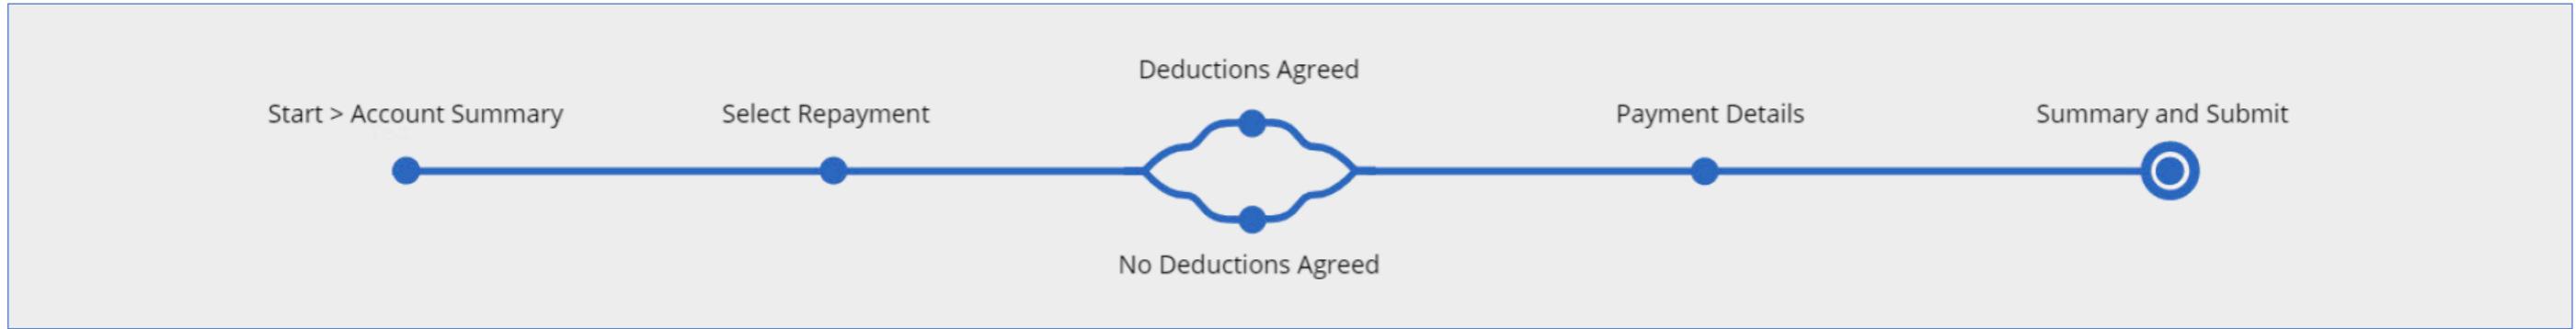 Start > Account Summary
Select Repayment
Deductions Agreed
No Deductions Agreed
Payment Details
Summary and Submit